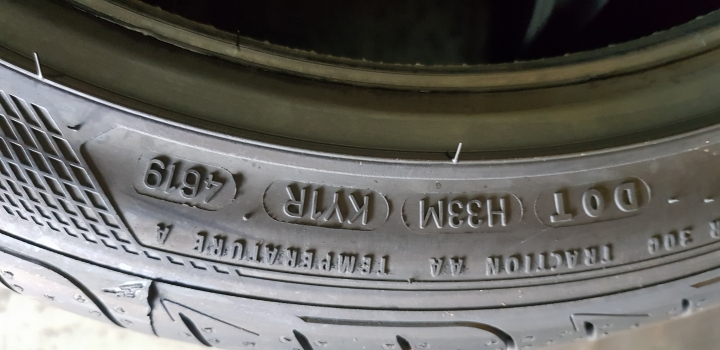 DOT H33M KY1R 4619
R 300 TRACTION AA TEMPERATURE A